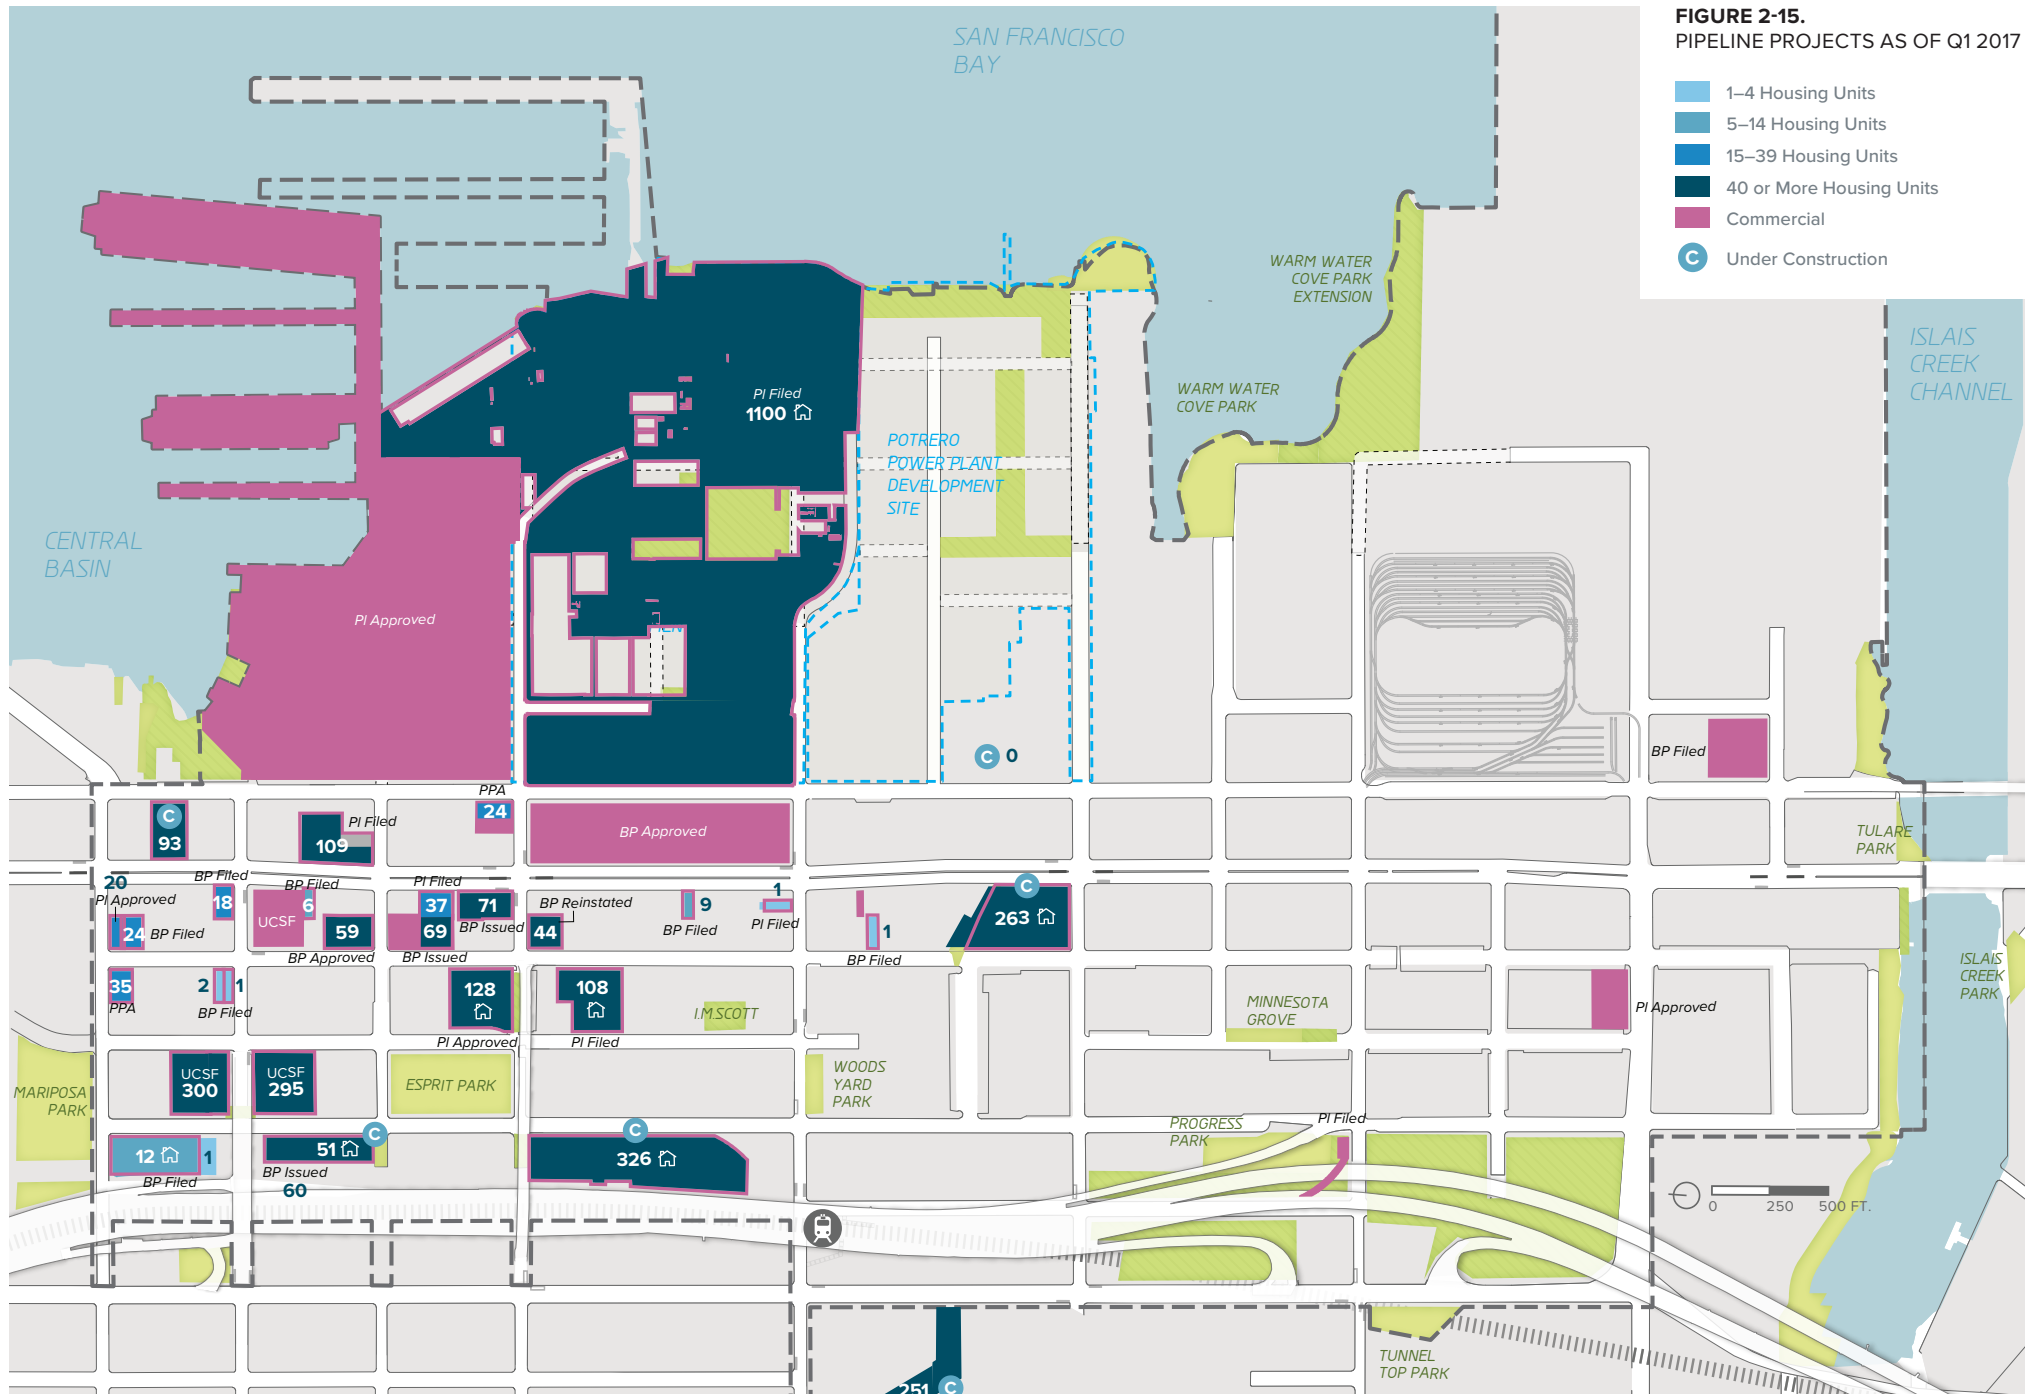 FIGURE 2-15.
PIPELINE PROJECTS AS OF Q1 2017
1–4 Housing Units
5–14 Housing Units
15–39 Housing Units
40 or More Housing Units
Commercial
C Under Construction
SAN FRANCISCO
BAY
WARM WATER
COVE PARK
EXTENSION
ISLAIS
CREEK
CHANNEL
WARM WATER
COVE PARK
PI Filed
1100
POTRERO
POWER PLANT
DEVELOPMENT
SITE
CENTRAL
BASIN
PI Approved
C 0
BP Filed
PPA
24
C
93
PI Filed
109
BP Approved
TULARE
PARK
20
PI Approved
24
BP Filed
BP Filed
18
BP Filed
6
UCSF
59
BP Approved
PI Filed
37
69
BP Issued
71
BP Issued
BP Reinstated
44
9
BP Filed
1
PI Filed
1
BP Filed
C
263
ISLAIS
CREEK
PARK
35
PPA
2
1
BP Filed
128
PI Approved
108
PI Filed
I.M.SCOTT
MINNESOTA
GROVE
PI Approved
MARIPOSA
PARK
UCSF
300
UCSF
295
ESPRIT PARK
WOODS
YARD
PARK
PROGRESS
PARK
PI Filed
12
1
BP Filed
C
51
BP Issued
60
C
326
0 250 500 FT.
TUNNEL
TOP PARK
251 C